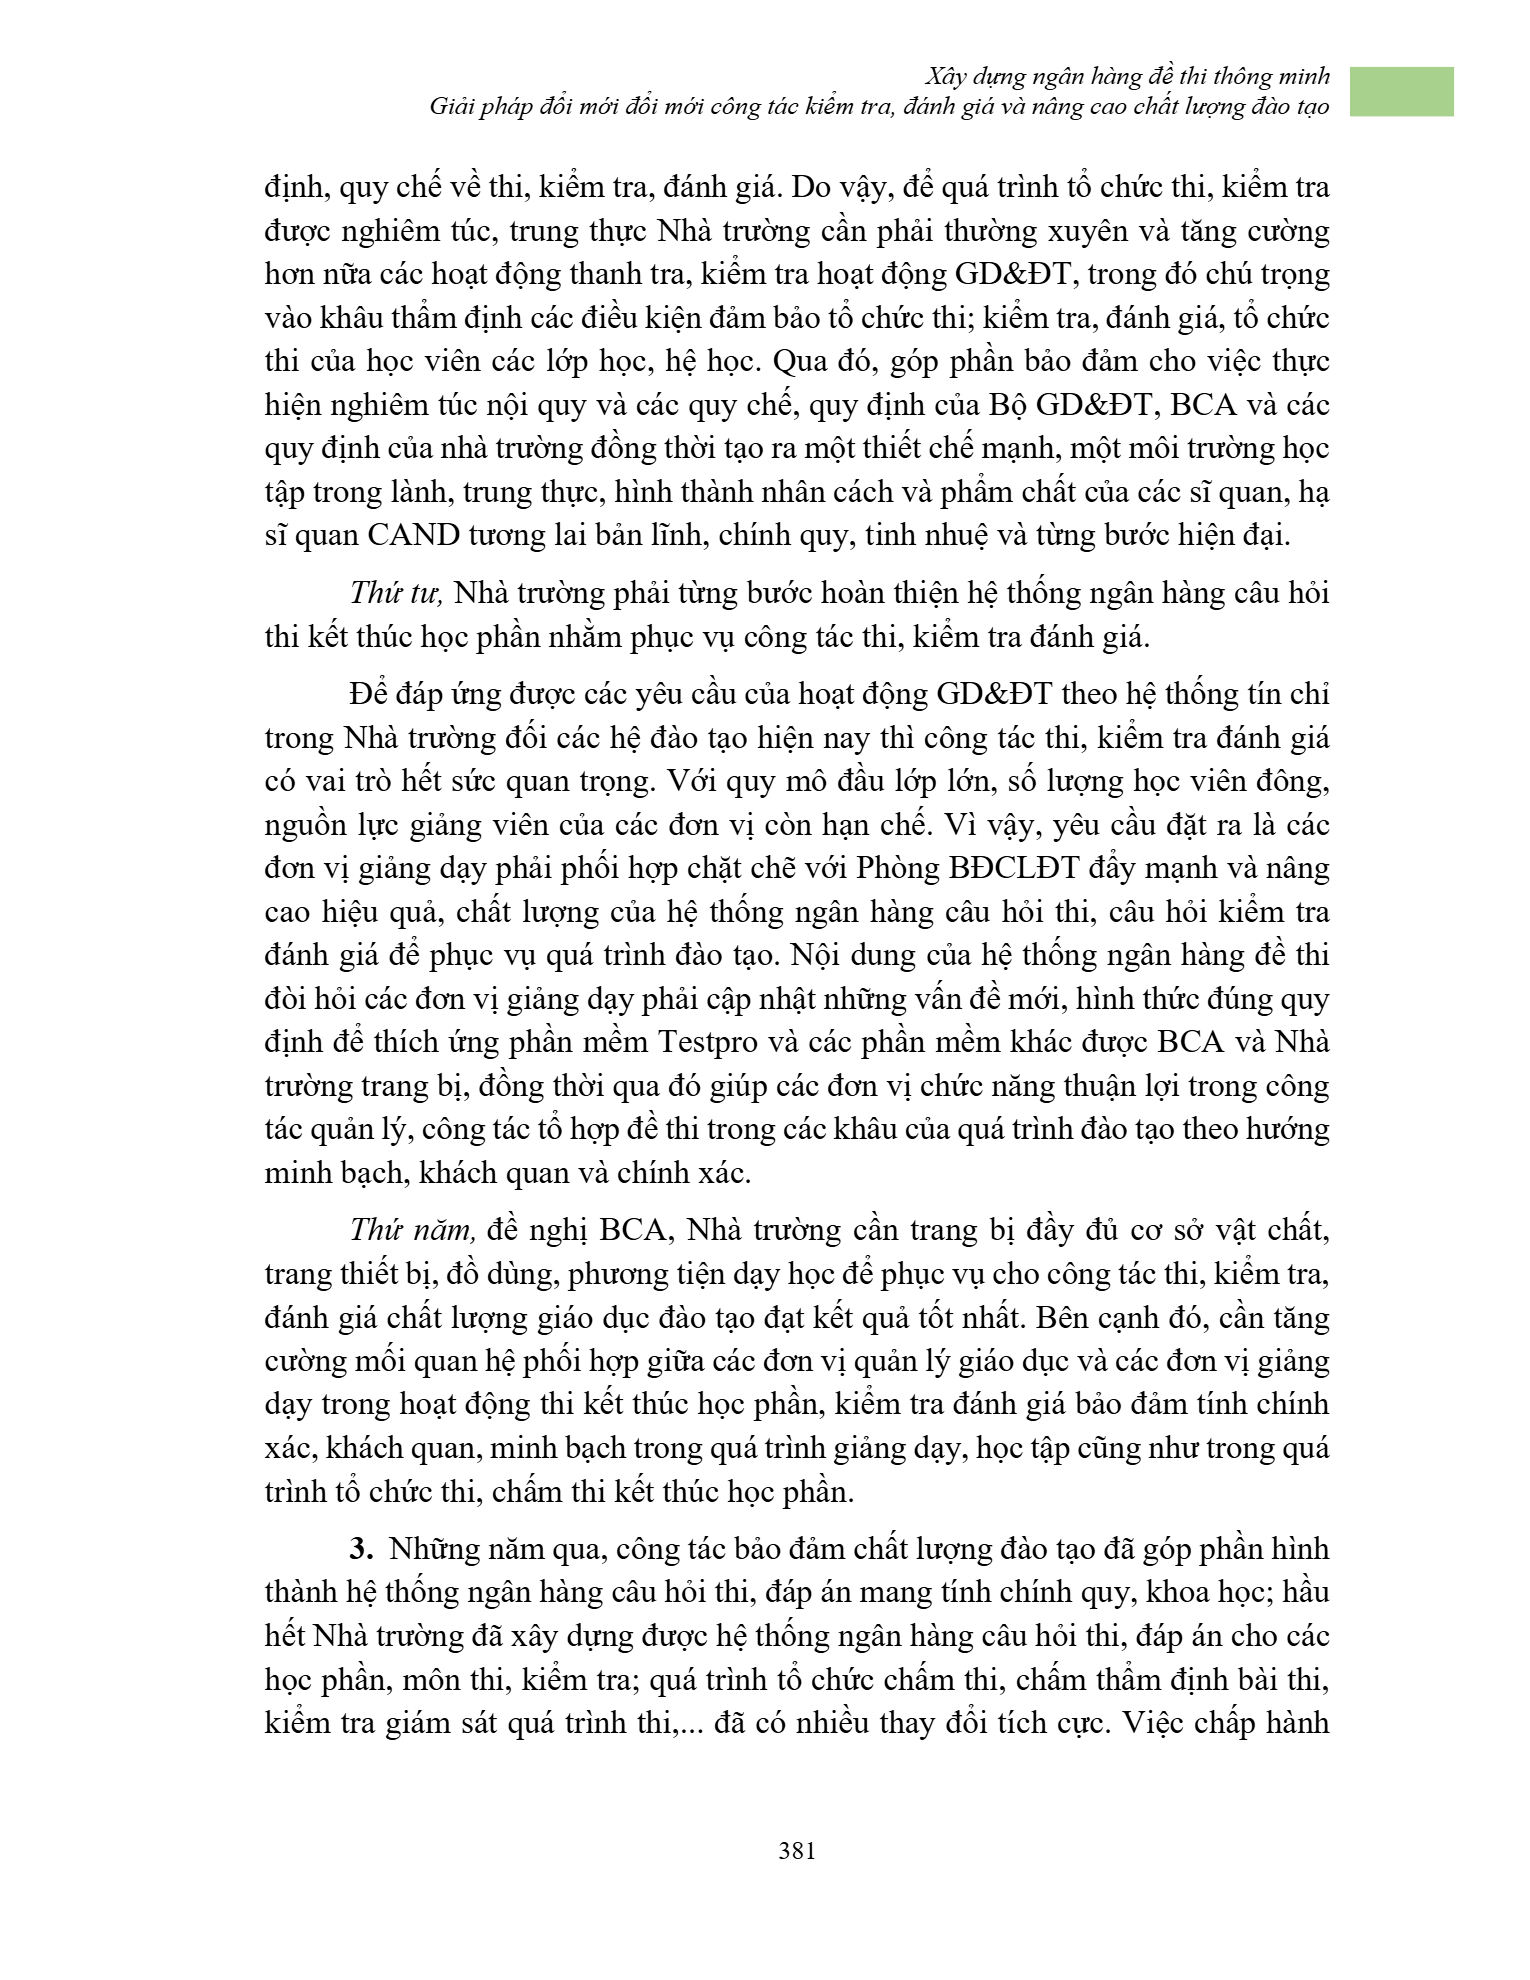 Xây dựng ngân hàng đề thi thông minh
Giải pháp đổi mới đổi mới công tác kiểm tra, đánh giá và nâng cao chất lượng đào tạo
định, quy chế về thi, kiểm tra, đánh giá. Do vậy, để quá trình tổ chức thi, kiểm tra
được nghiêm túc, trung thực Nhà trường cần phải thường xuyên và tăng cường
hơn nữa các hoạt động thanh tra, kiểm tra hoạt động GD&ĐT, trong đó chú trọng
vào khâu thẩm định các điều kiện đảm bảo tổ chức thi; kiểm tra, đánh giá, tổ chức
thi của học viên các lớp học, hệ học. Qua đó, góp phần bảo đảm cho việc thực
hiện nghiêm túc nội quy và các quy chế, quy định của Bộ GD&ĐT, BCA và các
quy định của nhà trường đồng thời tạo ra một thiết chế mạnh, một môi trường học
tập trong lành, trung thực, hình thành nhân cách và phẩm chất của các sĩ quan, hạ
sĩ quan CAND tương lai bản lĩnh, chính quy, tinh nhuệ và từng bước hiện đại.
Thứ tư, Nhà trường phải từng bước hoàn thiện hệ thống ngân hàng câu hỏi
thi kết thúc học phần nhằm phục vụ công tác thi, kiểm tra đánh giá.
Để đáp ứng được các yêu cầu của hoạt động GD&ĐT theo hệ thống tín chỉ
trong Nhà trường đối các hệ đào tạo hiện nay thì công tác thi, kiểm tra đánh giá
có vai trò hết sức quan trọng. Với quy mô đầu lớp lớn, số lượng học viên đông,
nguồn lực giảng viên của các đơn vị còn hạn chế. Vì vậy, yêu cầu đặt ra là các
đơn vị giảng dạy phải phối hợp chặt chẽ với Phòng BĐCLĐT đẩy mạnh và nâng
cao hiệu quả, chất lượng của hệ thống ngân hàng câu hỏi thi, câu hỏi kiểm tra
đánh giá để phục vụ quá trình đào tạo. Nội dung của hệ thống ngân hàng đề thi
đòi hỏi các đơn vị giảng dạy phải cập nhật những vấn đề mới, hình thức đúng quy
định để thích ứng phần mềm Testpro và các phần mềm khác được BCA và Nhà
trường trang bị, đồng thời qua đó giúp các đơn vị chức năng thuận lợi trong công
tác quản lý, công tác tổ hợp đề thi trong các khâu của quá trình đào tạo theo hướng
minh bạch, khách quan và chính xác.
Thứ năm, đề nghị BCA, Nhà trường cần trang bị đầy đủ cơ sở vật chất,
trang thiết bị, đồ dùng, phương tiện dạy học để phục vụ cho công tác thi, kiểm tra,
đánh giá chất lượng giáo dục đào tạo đạt kết quả tốt nhất. Bên cạnh đó, cần tăng
cường mối quan hệ phối hợp giữa các đơn vị quản lý giáo dục và các đơn vị giảng
dạy trong hoạt động thi kết thúc học phần, kiểm tra đánh giá bảo đảm tính chính
xác, khách quan, minh bạch trong quá trình giảng dạy, học tập cũng như trong quá
trình tổ chức thi, chấm thi kết thúc học phần.
3. Những năm qua, công tác bảo đảm chất lượng đào tạo đã góp phần hình
thành hệ thống ngân hàng câu hỏi thi, đáp án mang tính chính quy, khoa học; hầu
hết Nhà trường đã xây dựng được hệ thống ngân hàng câu hỏi thi, đáp án cho các
học phần, môn thi, kiểm tra; quá trình tổ chức chấm thi, chấm thẩm định bài thi,
kiểm tra giám sát quá trình thi,... đã có nhiều thay đổi tích cực. Việc chấp hành
381